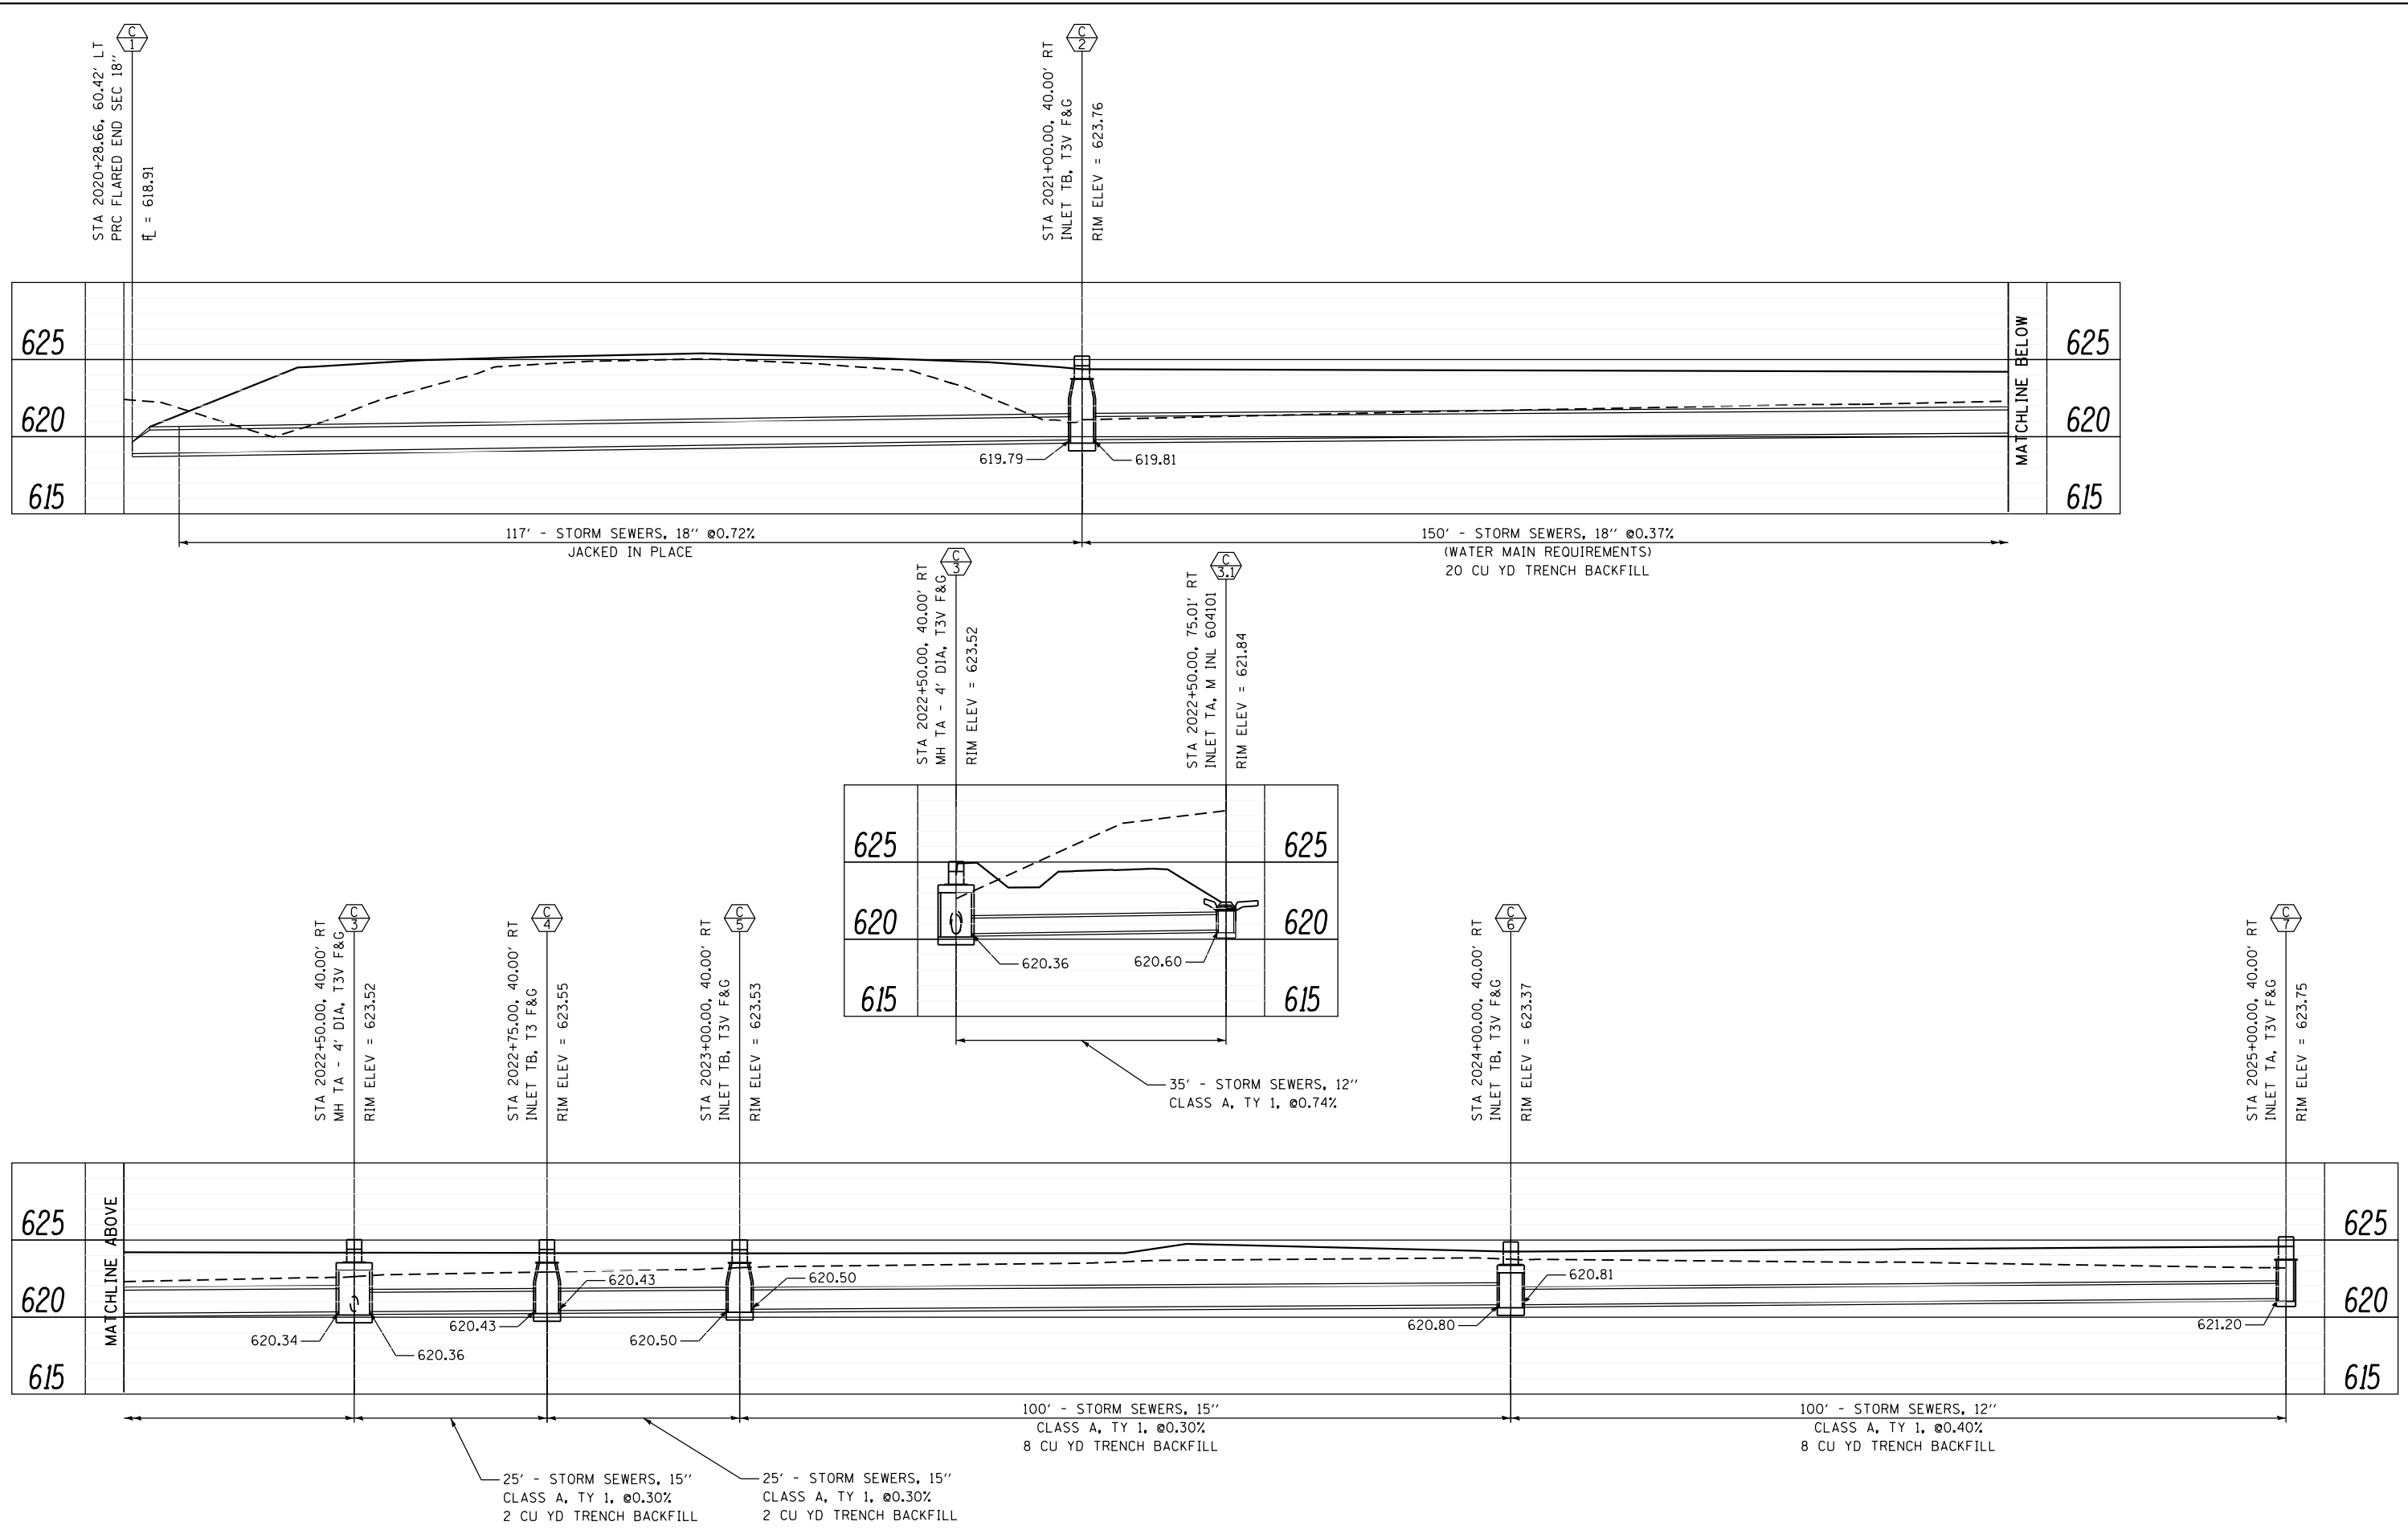 C
1
STA 2020+28.66, 60.42' LT
PRC FLARED END SEC 18"
FL = 618.91
C
2
STA 2021+00.00, 40.00' RT
INLET TB, T3V F&G
RIM ELEV = 623.76
625
620
615
MATCHLINE BELOW
625
620
615
619.79
619.81
117' - STORM SEWERS, 18" @0.72%
JACKED IN PLACE
150' - STORM SEWERS, 18" @0.37%
(WATER MAIN REQUIREMENTS)
20 CU YD TRENCH BACKFILL
C
3
STA 2022+50.00, 40.00' RT
MH TA - 4' DIA, T3V F&G
RIM ELEV = 623.52
C
3.1
STA 2022+50.00, 75.01' RT
INLET TA, M INL 604101
RIM ELEV = 621.84
625
620
615
625
620
615
620.36
620.60
35' - STORM SEWERS, 12"
CLASS A, TY 1, @0.74%
C
3
STA 2022+50.00, 40.00' RT
MH TA - 4' DIA, T3V F&G
RIM ELEV = 623.52
C
4
STA 2022+75.00, 40.00' RT
INLET TB, T3 F&G
RIM ELEV = 623.55
C
5
STA 2023+00.00, 40.00' RT
INLET TB, T3V F&G
RIM ELEV = 623.53
C
6
STA 2024+00.00, 40.00' RT
INLET TB, T3V F&G
RIM ELEV = 623.37
C
7
STA 2025+00.00, 40.00' RT
INLET TA, T3V F&G
RIM ELEV = 623.75
625
620
615
MATCHLINE ABOVE
625
620
615
620.34
620.36
620.43
620.43
620.50
620.50
620.80
620.81
621.20
100' - STORM SEWERS, 15"
CLASS A, TY 1, @0.30%
8 CU YD TRENCH BACKFILL
100' - STORM SEWERS, 12"
CLASS A, TY 1, @0.40%
8 CU YD TRENCH BACKFILL
25' - STORM SEWERS, 15"
CLASS A, TY 1, @0.30%
2 CU YD TRENCH BACKFILL
25' - STORM SEWERS, 15"
CLASS A, TY 1, @0.30%
2 CU YD TRENCH BACKFILL